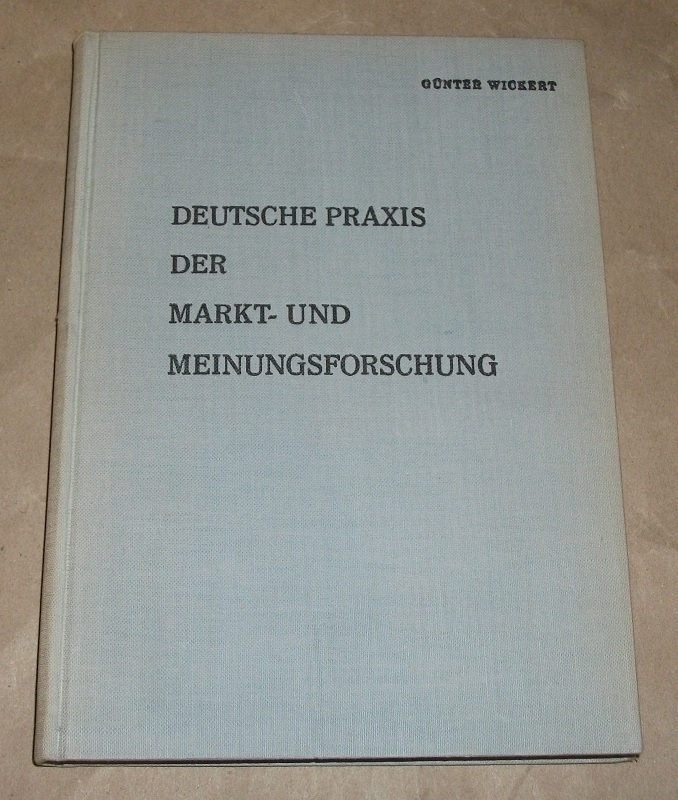 GÜNTER WICKERT
DEUTSCHE PRAXIS
DER
MARKT- UND
MEINUNGSFORSCHUNG